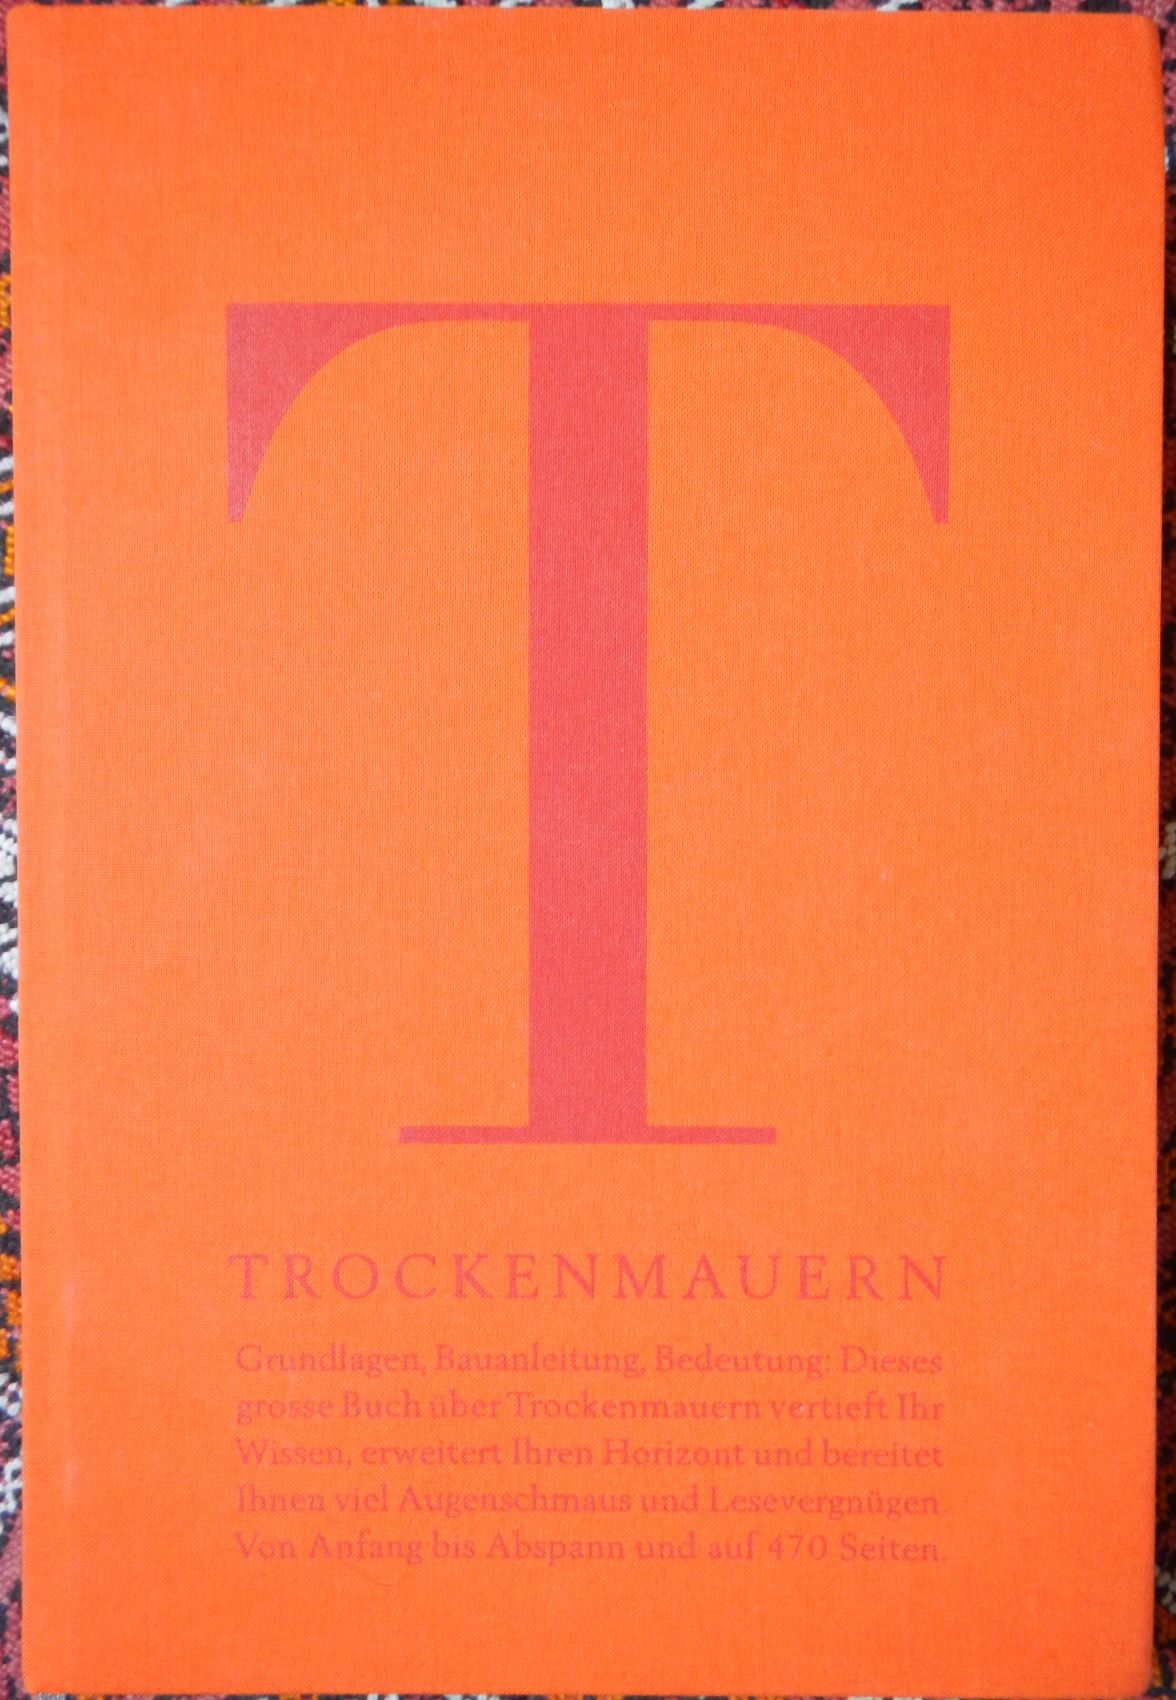 T
TROCKENMAUERN
Grundlagen, Bauanleitung, Bedeutung: Dieses
grosse Buch über Trockenmauern vertieft Ihr
Wissen, erweitert Ihren Horizont und bereitet
Ihnen viel Augenschmaus und Lesevergnügen.
Von Anfang bis Abspann und auf 470 Seiten.